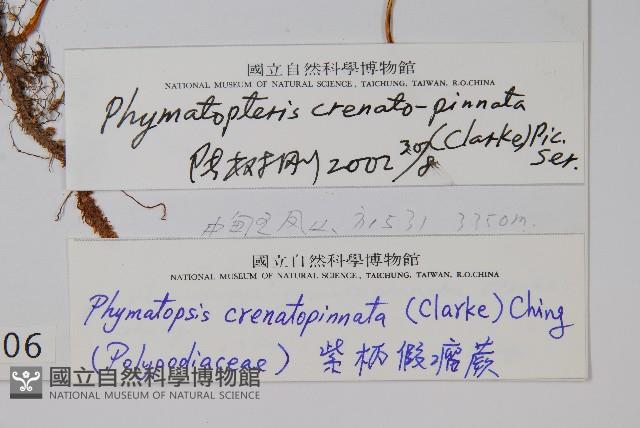 國立自然科學博物館
NATIONAL MUSEUM OF NATURAL SCIENCE, TAICHUNG, TAIWAN, R.O.CHINA
Phymatopteris crenato-pinnata
(Clarke) Pic.
Ser.
2002 30/8
3350m.
國立自然科學博物館
NATIONAL MUSEUM OF NATURAL SCIENCE, TAICHUNG, TAIWAN, R.O.CHINA
Phymatopsis crenatopinnata (Clarke) Ching
(Polypodiaceae) 紫柄假瘤蕨
06
國立自然科學博物館
NATIONAL MUSEUM OF NATURAL SCIENCE